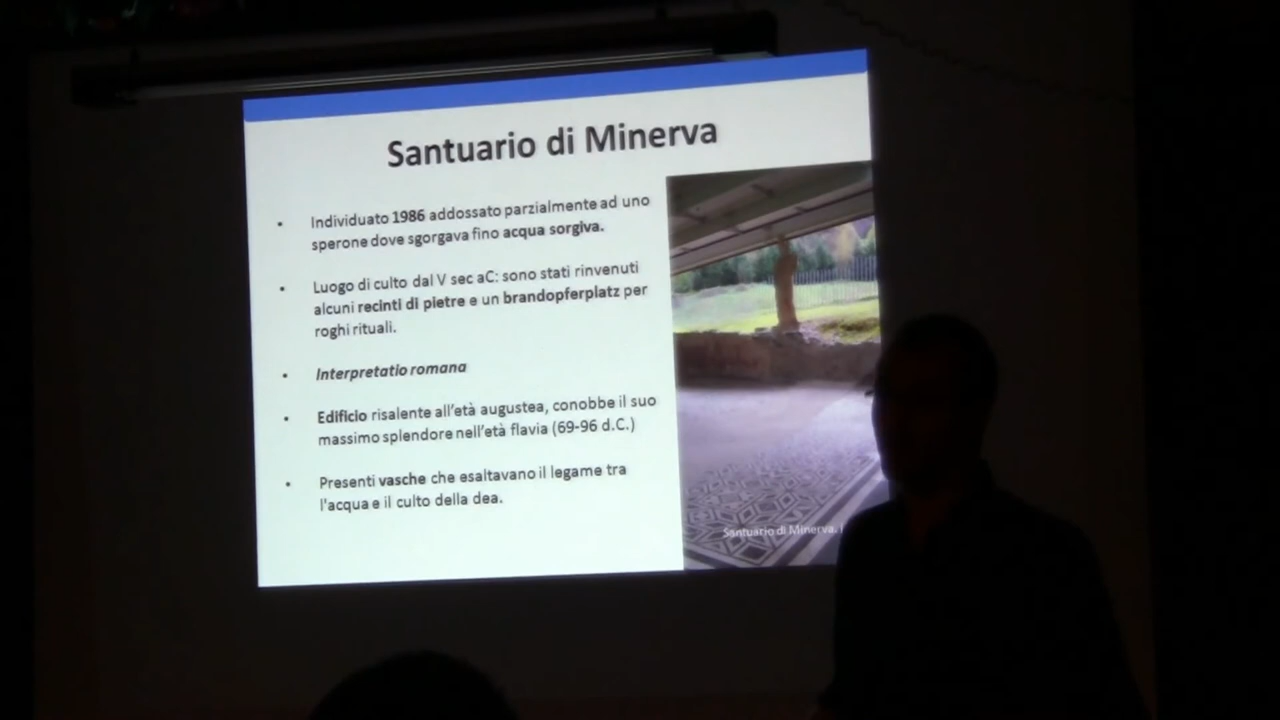 Santuario di Minerva
• Individuato 1986 addossato parzialmente ad uno
sperone dove sgorgava fino acqua sorgiva.
• Luogo di culto dal V sec aC: sono stati rinvenuti
alcuni recinti di pietre e un brandopferplatz per
roghi rituali.
• Interpretatio romana
• Edificio risalente all'età augustea, conobbe il suo
massimo splendore nell'età flavia (69-96 d.C.)
• Presenti vasche che esaltavano il legame tra
l'acqua e il culto della dea.
Santuario di Minerva.